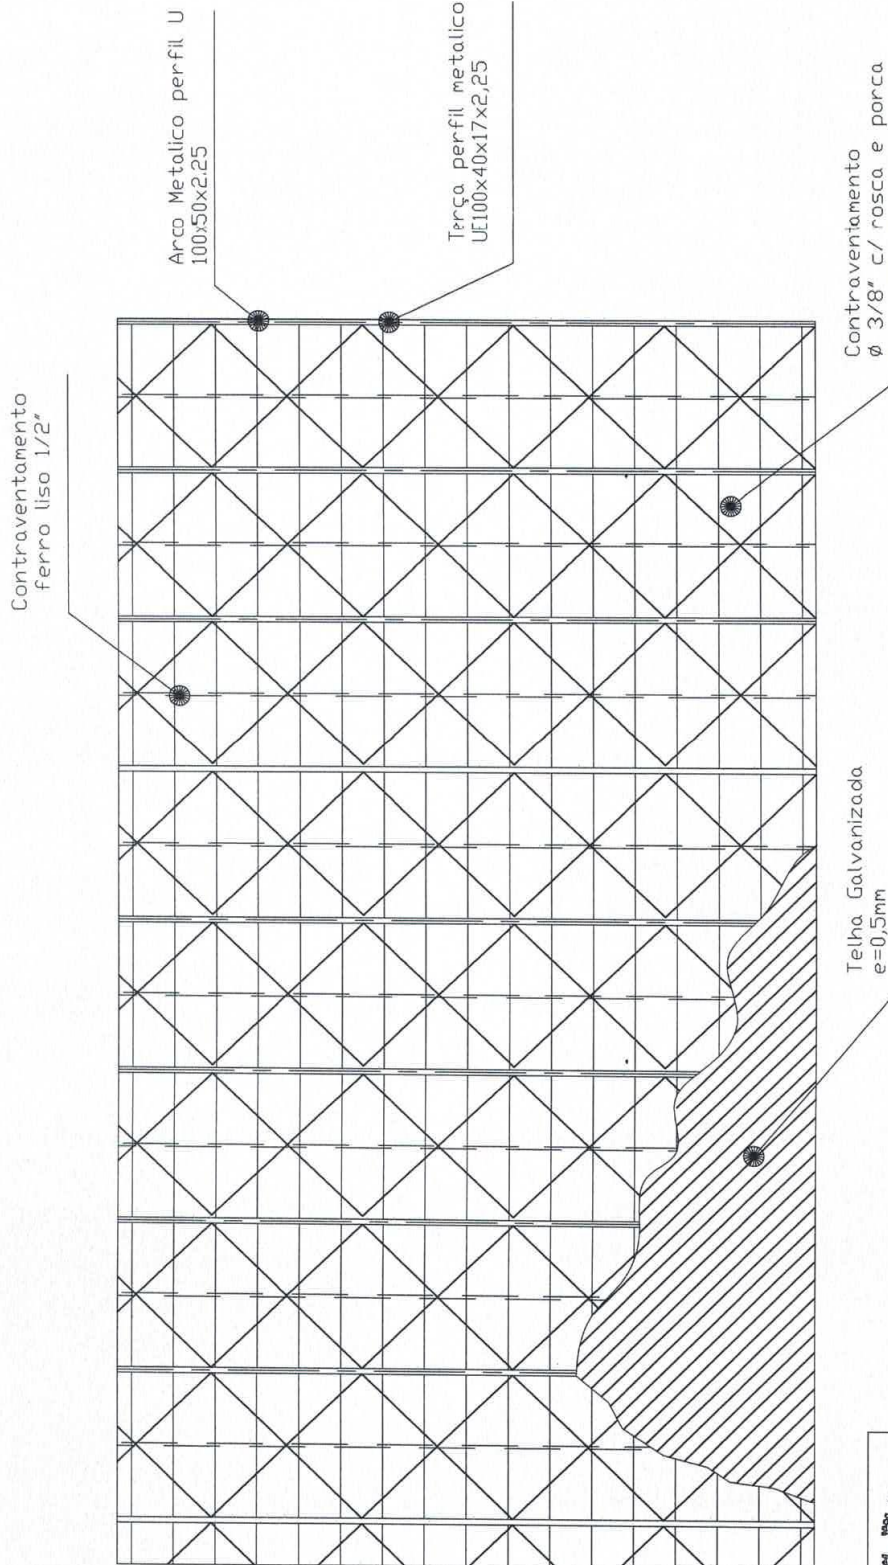 Contraventamento
ferro liso 1/2"
Arco Metalico perfil U
100x50x2.25
Terça perfil metalico
UE100x40x17x2,25
Contraventamento
ø 3/8" c/ rosca e porca
Telha Galvanizada
e=0,5mm